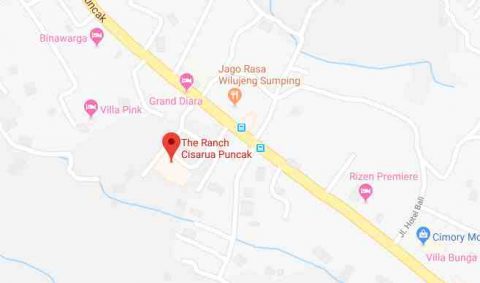 Puncak
Binawarga
Jago Rasa
Wilujeng Sumping
Grand Diara
Villa Pink
The Ranch
Cisarua Puncak
Rizen Premiere
Jl. Hotel Bali
Cimory Mo
Villa Bunga